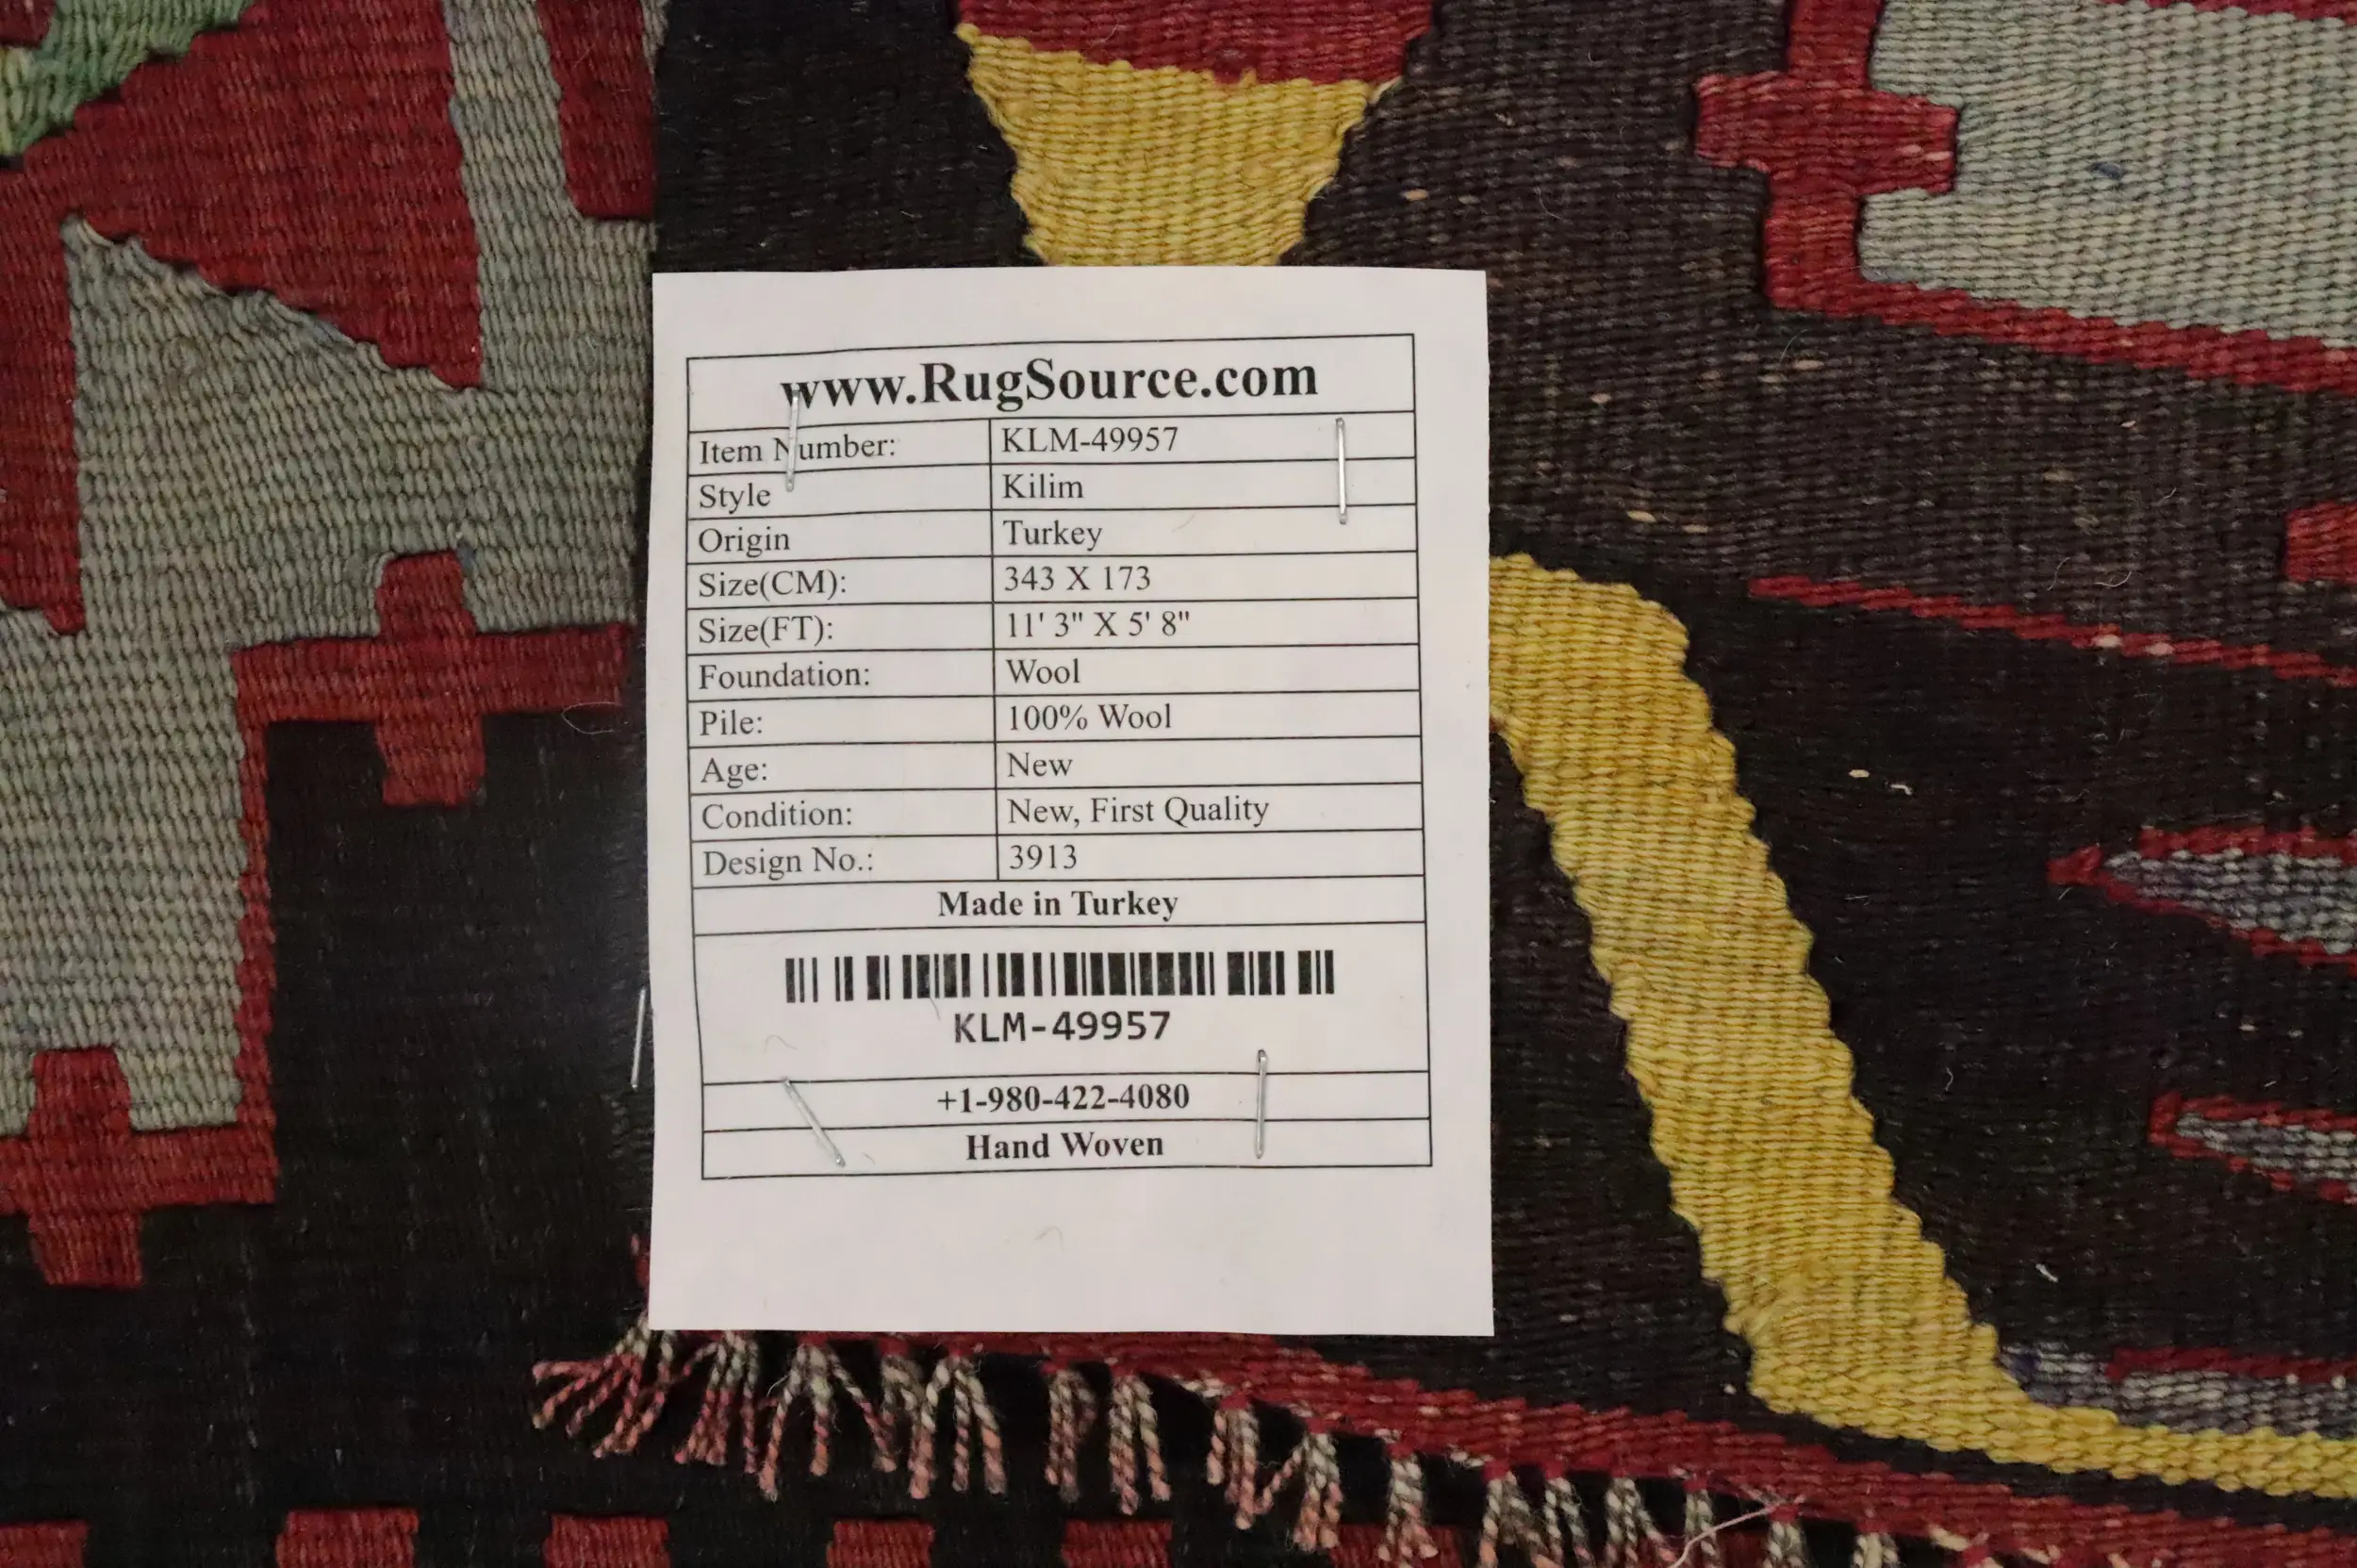 www.RugSource.com
Item Number: KLM-49957
Style Kilim
Origin Turkey
Size(CM): 343 X 173
Size(FT): 11' 3" X 5' 8"
Foundation: Wool
Pile: 100% Wool
Age: New
Condition: New, First Quality
Design No.: 3913
Made in Turkey
KLM-49957
+1-980-422-4080
Hand Woven